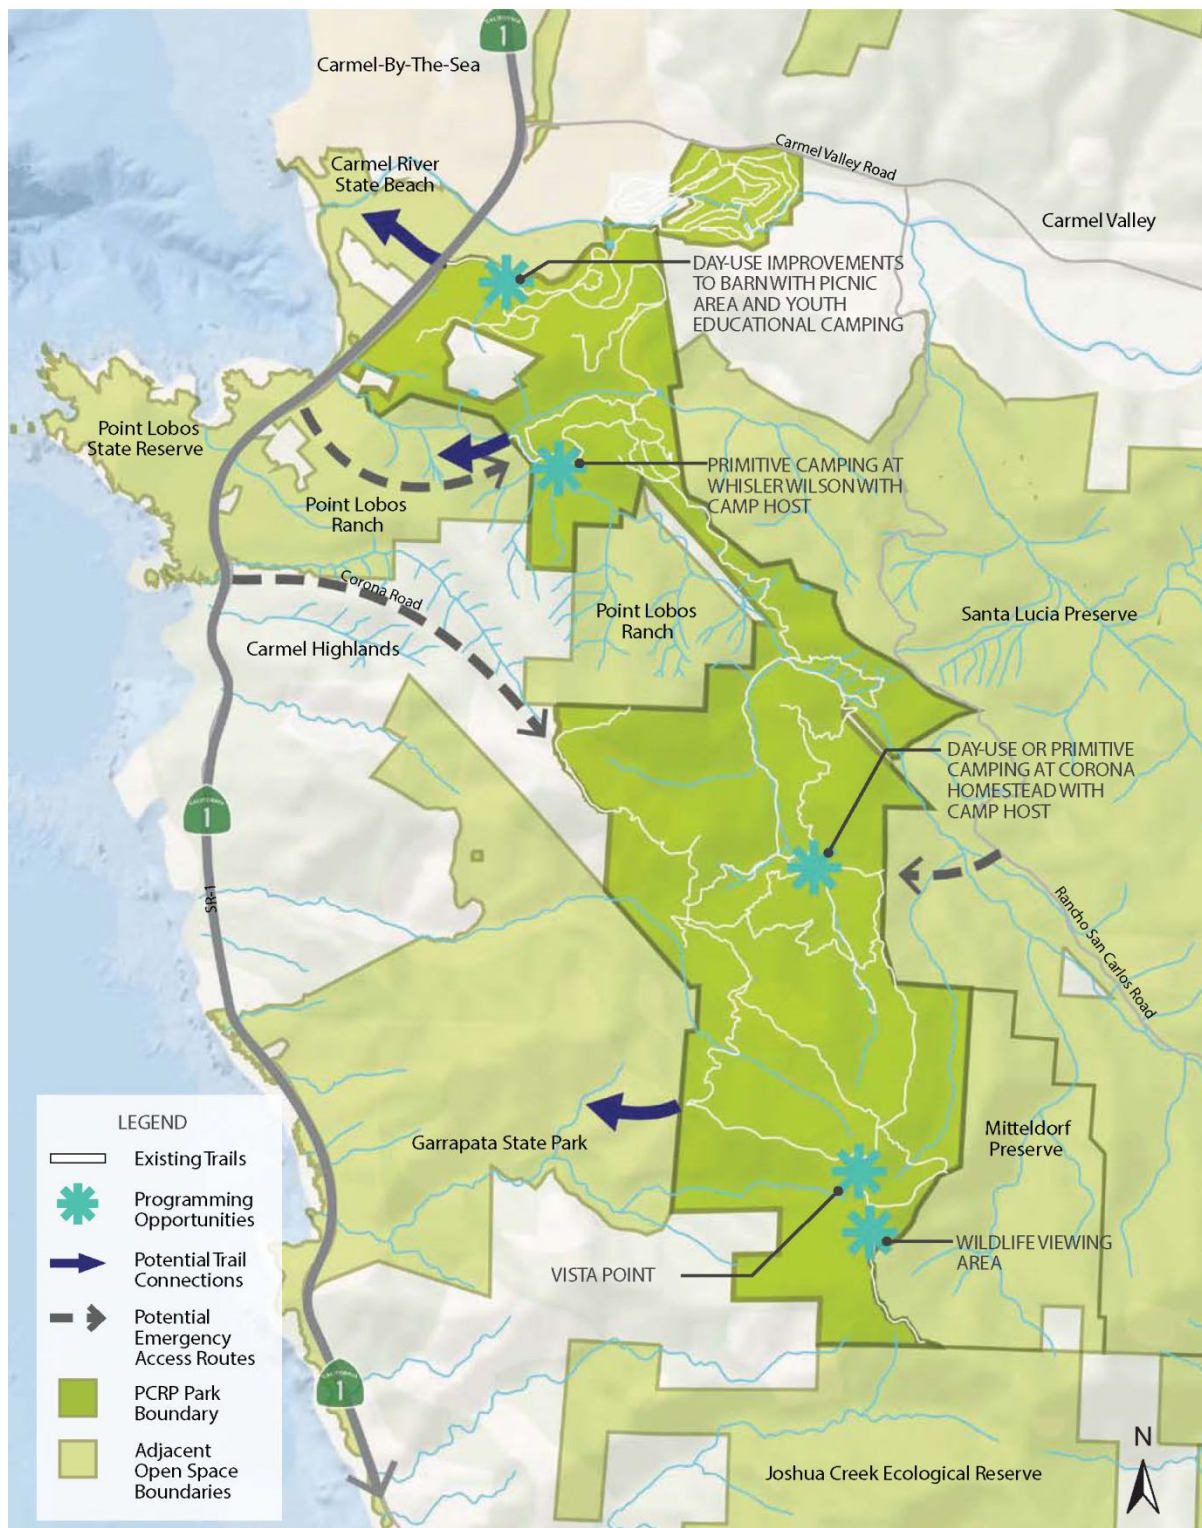 CALIFORNIA
1
Carmel-By-The-Sea
Carmel River
State Beach
Carmel Valley Road
Carmel Valley
DAY-USE IMPROVEMENTS
TO BARN WITH PICNIC
AREA AND YOUTH
EDUCATIONAL CAMPING
Point Lobos
State Reserve
PRIMITIVE CAMPING AT
WHISLER WILSON WITH
CAMP HOST
Point Lobos
Ranch
Corona Road
Point Lobos
Ranch
Santa Lucia Preserve
Carmel Highlands
DAY-USE OR PRIMITIVE
CAMPING AT CORONA
HOMESTEAD WITH
CAMP HOST
CALIFORNIA
1
SR-1
Rancho San Carlos Road
Garrapata State Park
Mitteldorf
Preserve
WILDLIFE VIEWING
AREA
VISTA POINT
CALIFORNIA
1
Joshua Creek Ecological Reserve
N
LEGEND
Existing Trails
Programming
Opportunities
Potential Trail
Connections
Potential
Emergency
Access Routes
PCRP Park
Boundary
Adjacent
Open Space
Boundaries